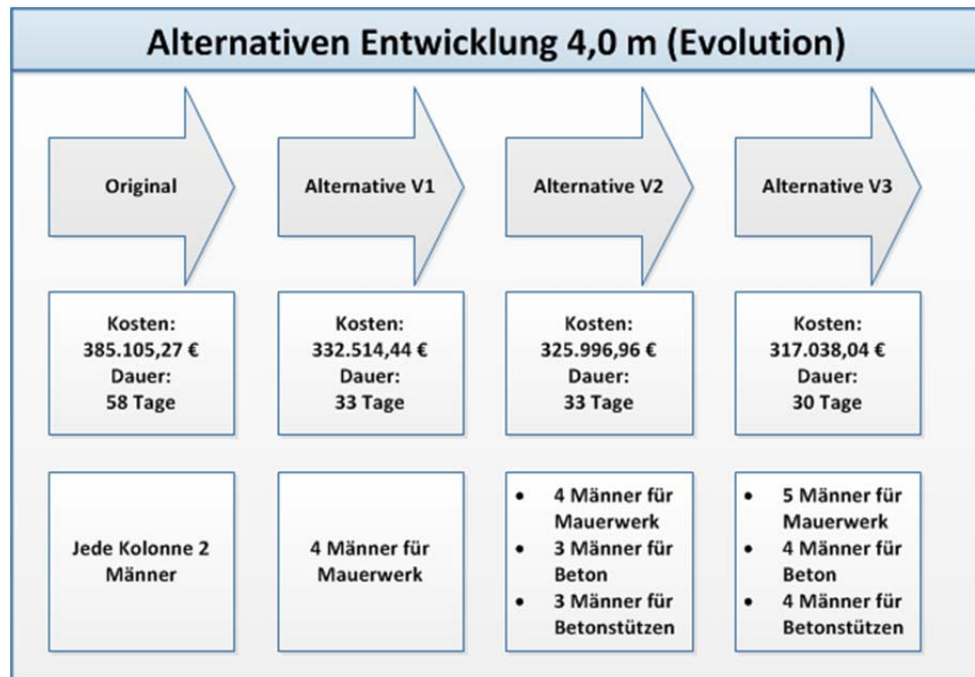 Alternativen Entwicklung 4,0 m (Evolution)
Original
Alternative V1
Alternative V2
Alternative V3
Kosten:
385.105,27 €
Dauer:
58 Tage
Kosten:
332.514,44 €
Dauer:
33 Tage
Kosten:
325.996,96 €
Dauer:
33 Tage
Kosten:
317.038,04 €
Dauer:
30 Tage
Jede Kolonne 2
Männer
4 Männer für
Mauerwerk
• 4 Männer für
Mauerwerk
• 3 Männer für
Beton
• 3 Männer für
Betonstützen
• 5 Männer für
Mauerwerk
• 4 Männer für
Beton
• 4 Männer für
Betonstützen